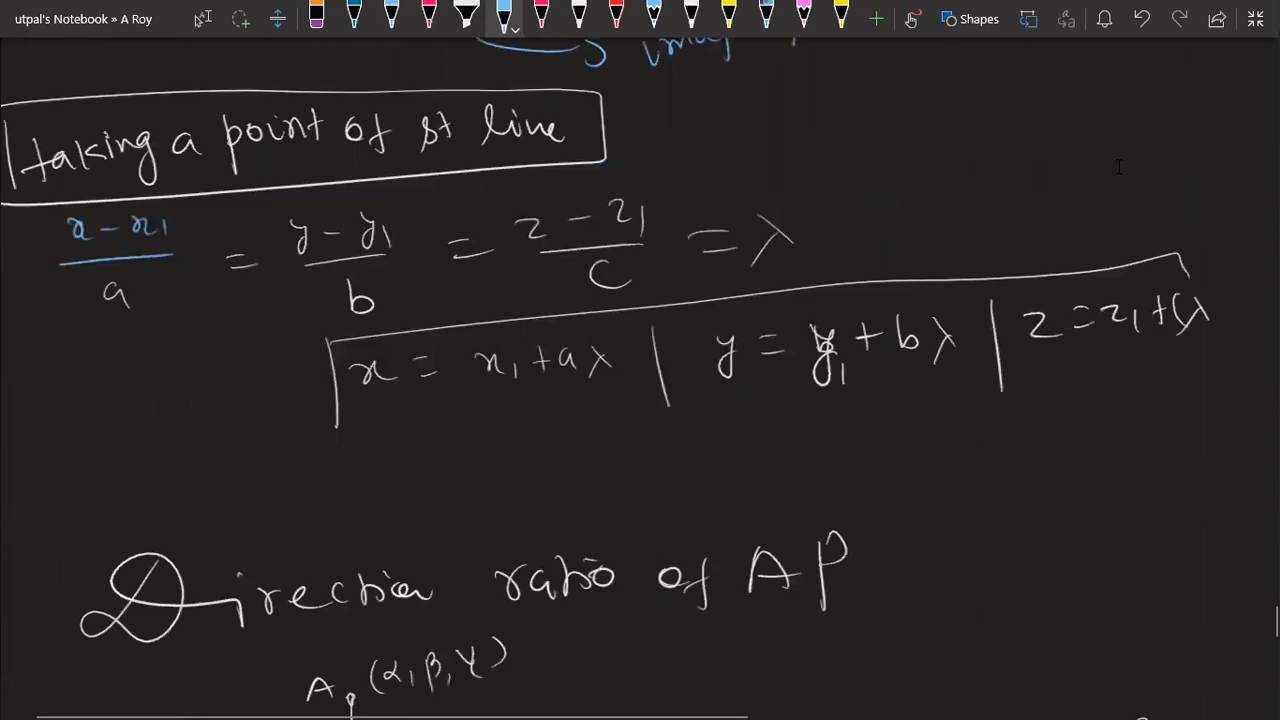 utpal's Notebook » A Roy
Shapes
taking a point of st line
x - x₁ / a = y - y₁ / b = z - z₁ / c = λ
x = x₁ + aλ | y = y₁ + bλ | z = z₁ + cλ
Direction ratio of AP
A (α, β, γ)